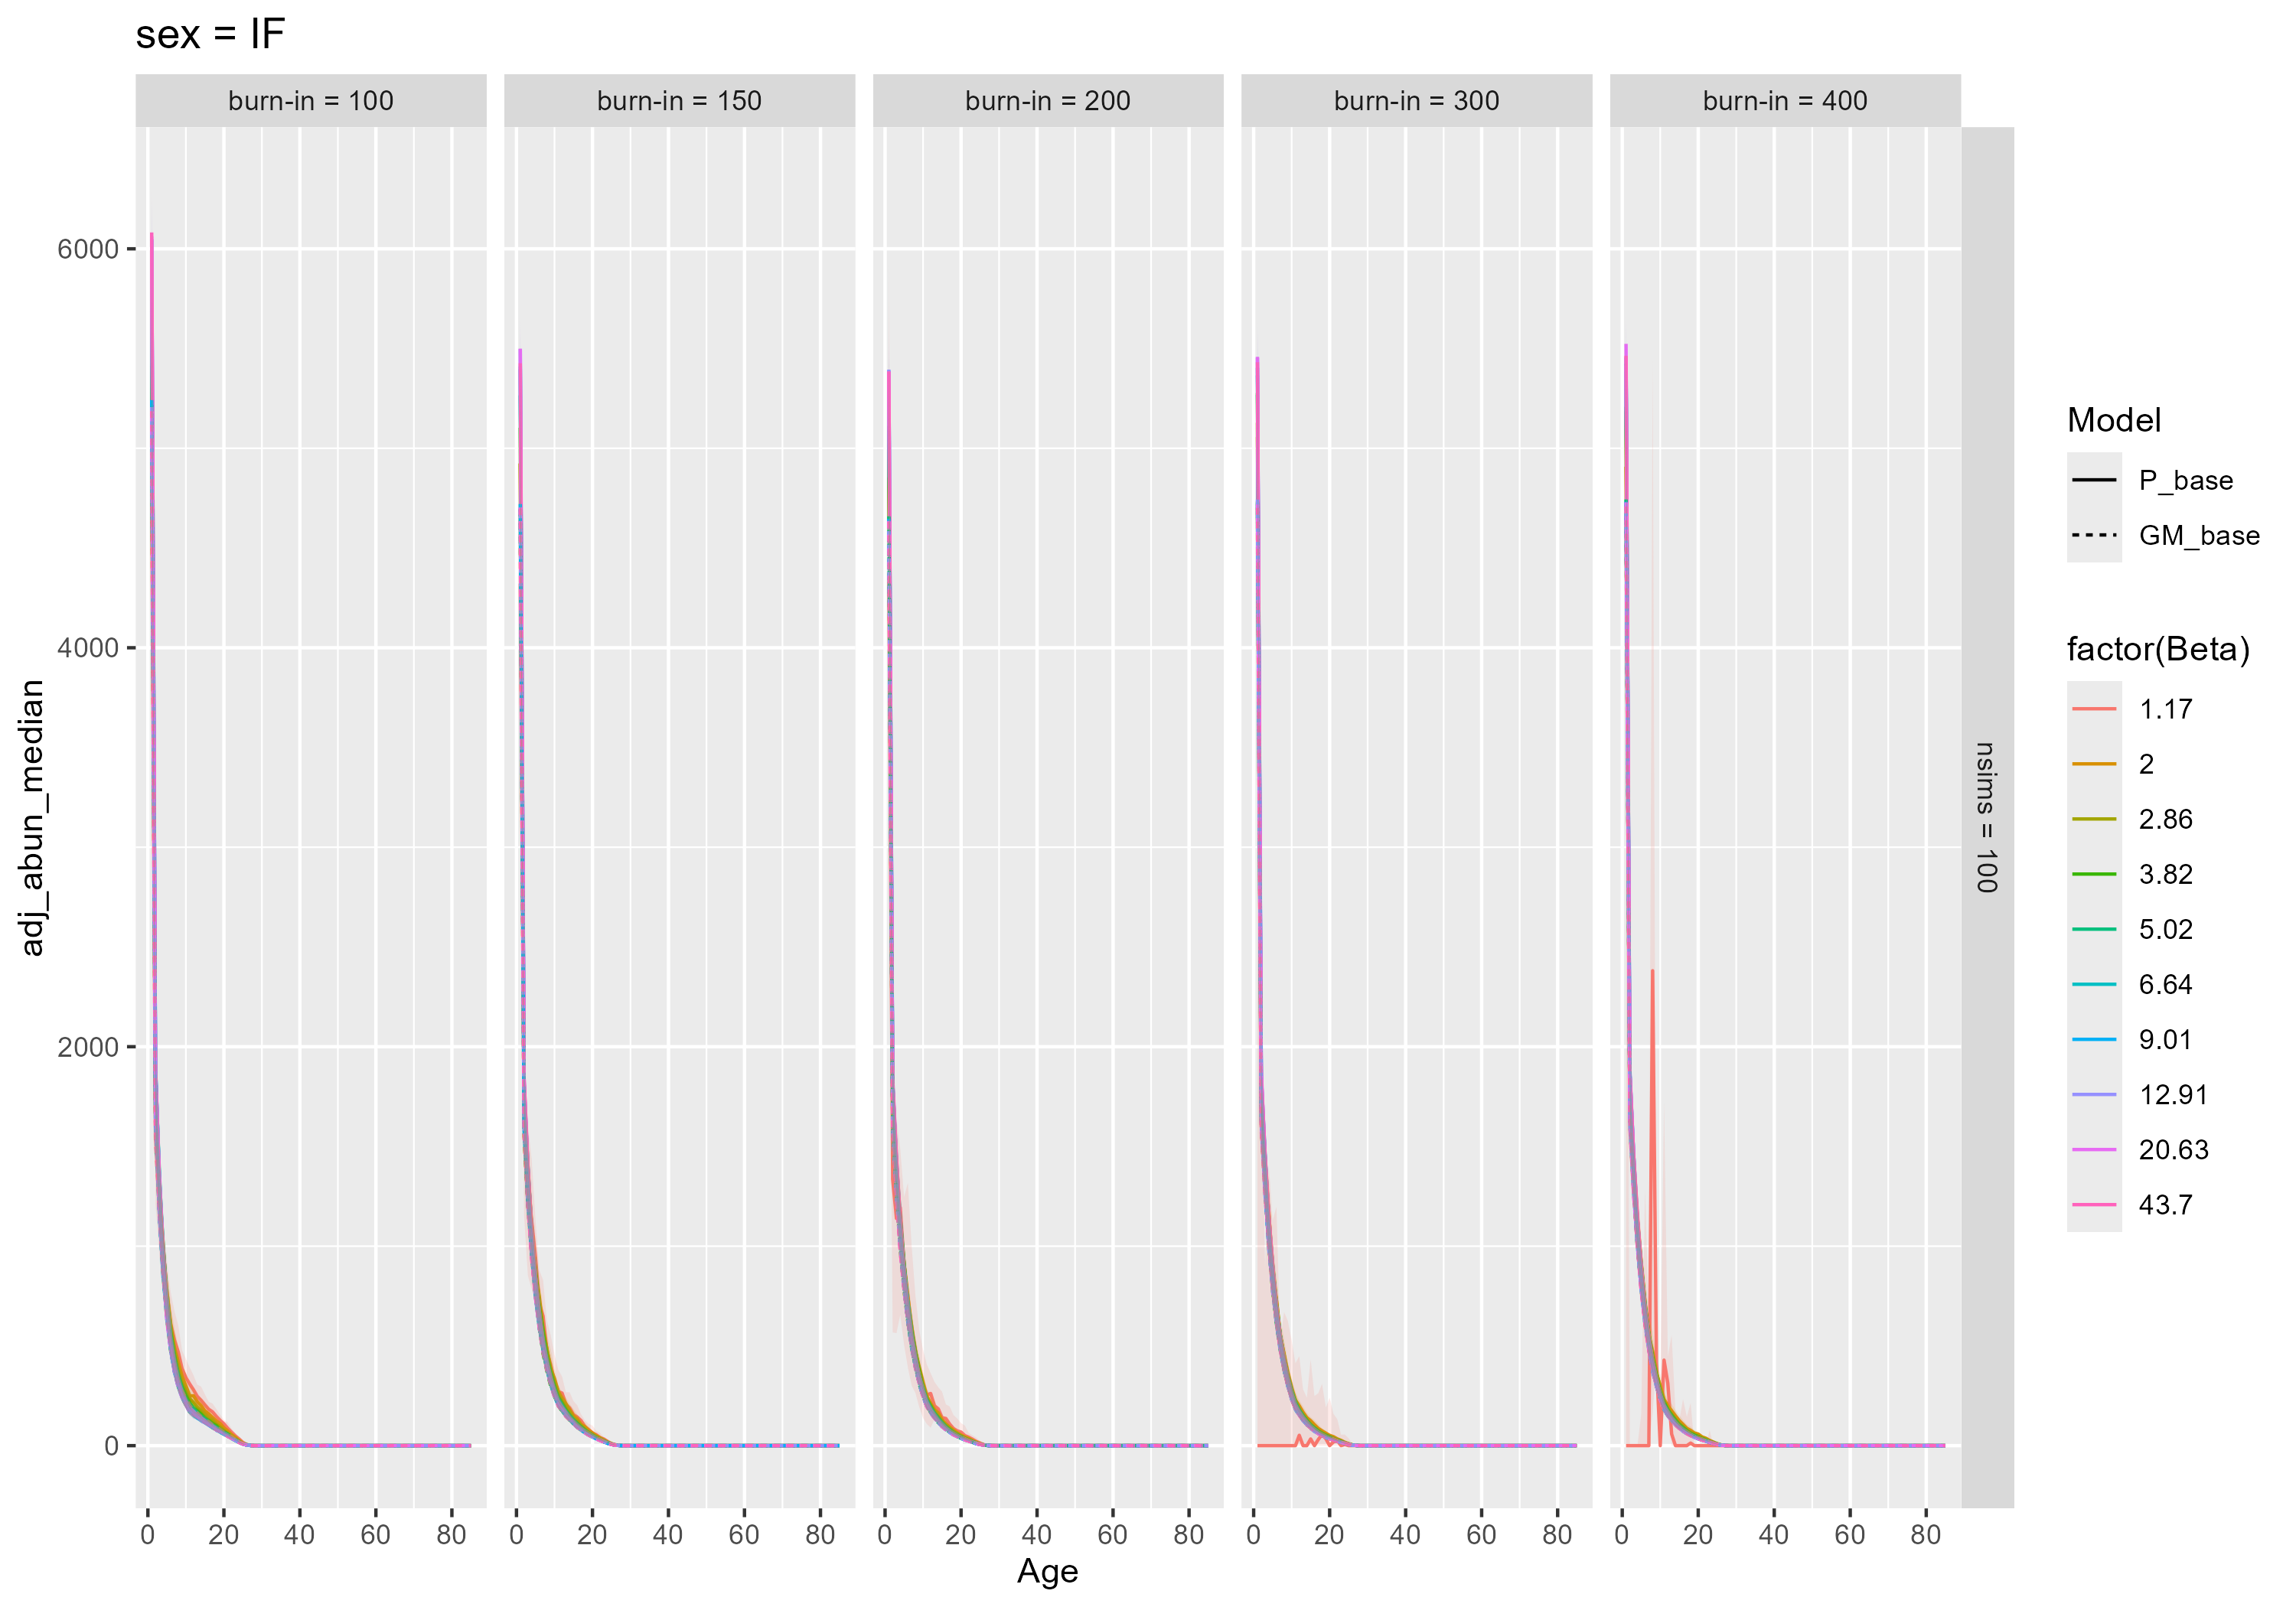 sex = IF
burn-in = 100
burn-in = 150
burn-in = 200
burn-in = 300
burn-in = 400
6000
4000
2000
0
adj_abun_median
nsims = 100
0 20 40 60 80
0 20 40 60 80
0 20 40 60 80
0 20 40 60 80
0 20 40 60 80
Age
Model
P_base
GM_base
factor(Beta)
1.17
2
2.86
3.82
5.02
6.64
9.01
12.91
20.63
43.7